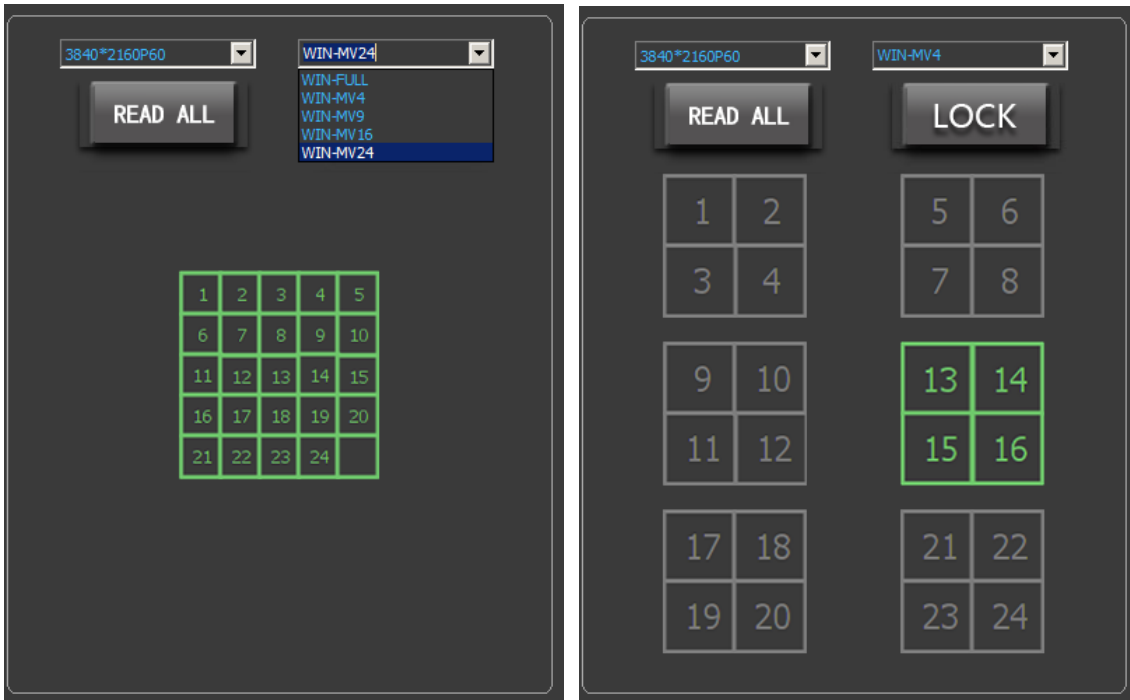 3840*2160P60 WIN-MV24
WIN-FULL
WIN-MV4
WIN-MV9
WIN-MV16
WIN-MV24
READ ALL
1 2 3 4 5
6 7 8 9 10
11 12 13 14 15
16 17 18 19 20
21 22 23 24
3840*2160P60 WIN-MV4
READ ALL LOCK
1 2 5 6
3 4 7 8
9 10 13 14
11 12 15 16
17 18 21 22
19 20 23 24